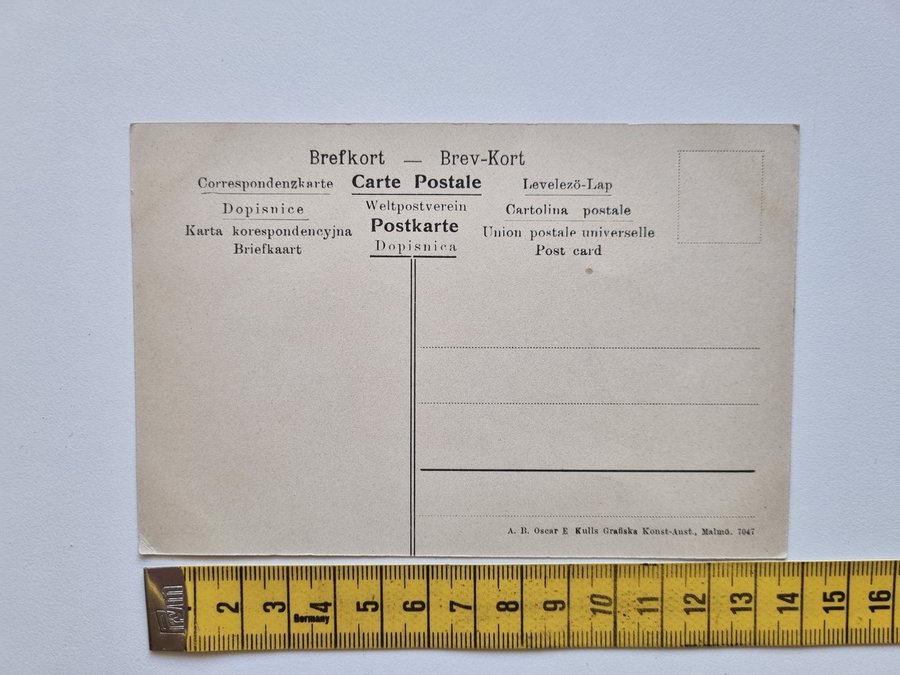 Brefkort — Brev-Kort
Correspondenzkarte Carte Postale Levelező-Lap
Dopisnice Weltpostverein Cartolina postale
Karta korespondencyjna Postkarte Union postale universelle
Briefkaart Dopisnica Post card
A. B. Oscar E Kulls Grafiska Konst-Anst., Malmö. 7047
1 2 3 4 5 6 7 8 9 10 11 12 13 14 15 16
Germany